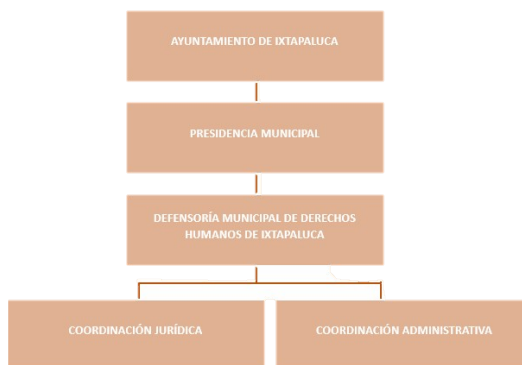 AYUNTAMIENTO DE IXTAPALUCA
PRESIDENCIA MUNICIPAL
DEFENSORÍA MUNICIPAL DE DERECHOS
HUMANOS DE IXTAPALUCA
COORDINACIÓN JURÍDICA
COORDINACIÓN ADMINISTRATIVA